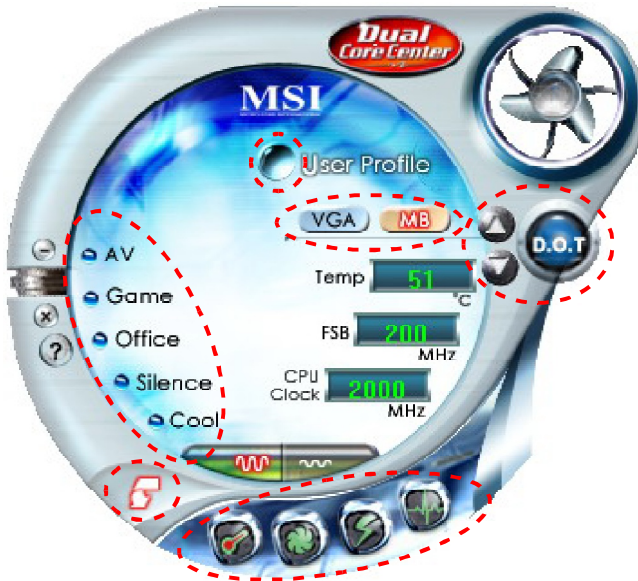 Dual
Core Center
MSI
User Profile
VGA MB
D.O.T
AV
Temp 51 °C
Game
FSB 200 MHz
Office
Silence
CPU Clock 2000 MHz
Cool
?